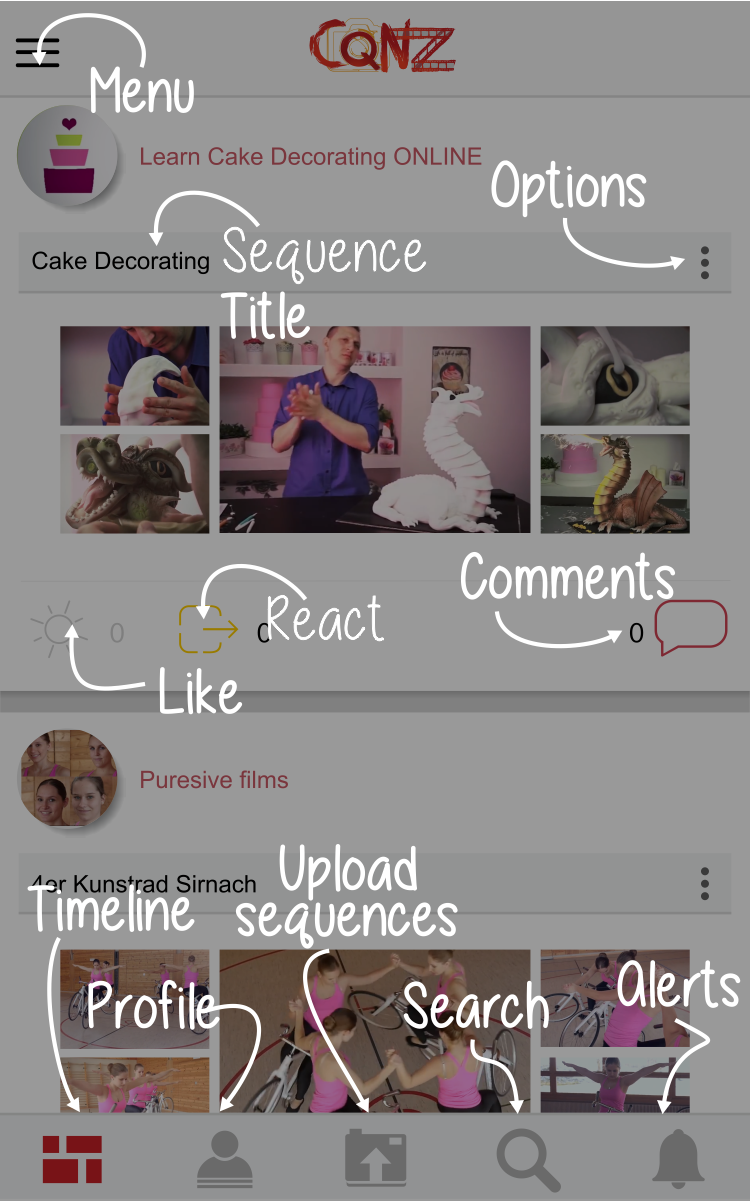 CQNZ
Menu
Learn Cake Decorating ONLINE
Options
Cake Decorating
Sequence
Title
Comments
0
0
React
0
Like
Puresive films
4er Kunstrad Sirnach
Upload
sequences
Timeline
Profile
Search
Alerts